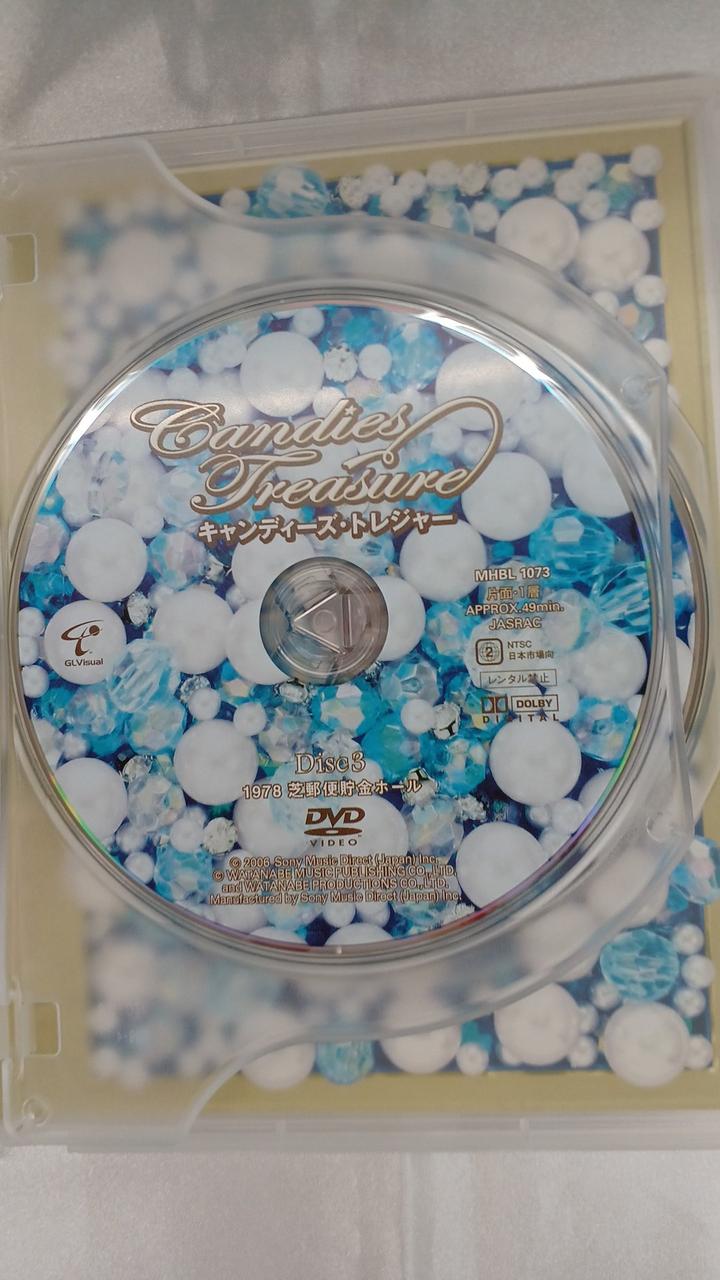 Candies
Treasure
キャンディーズ・トレジャー
MHBL 1073
片面・1層
APPROX.49min.
JASRAC
GLVisual
2
NTSC
日本市場向
レンタル禁止
DOLBY
DIGITAL
Disc3
1978 芝郵便貯金ホール
DVD
VIDEO
© 2006 Sony Music Direct (Japan) Inc.
© WATANABE MUSIC PUBLISHING CO., LTD.
and WATANABE PRODUCTIONS CO., LTD.
Manufactured by Sony Music Direct (Japan) Inc.